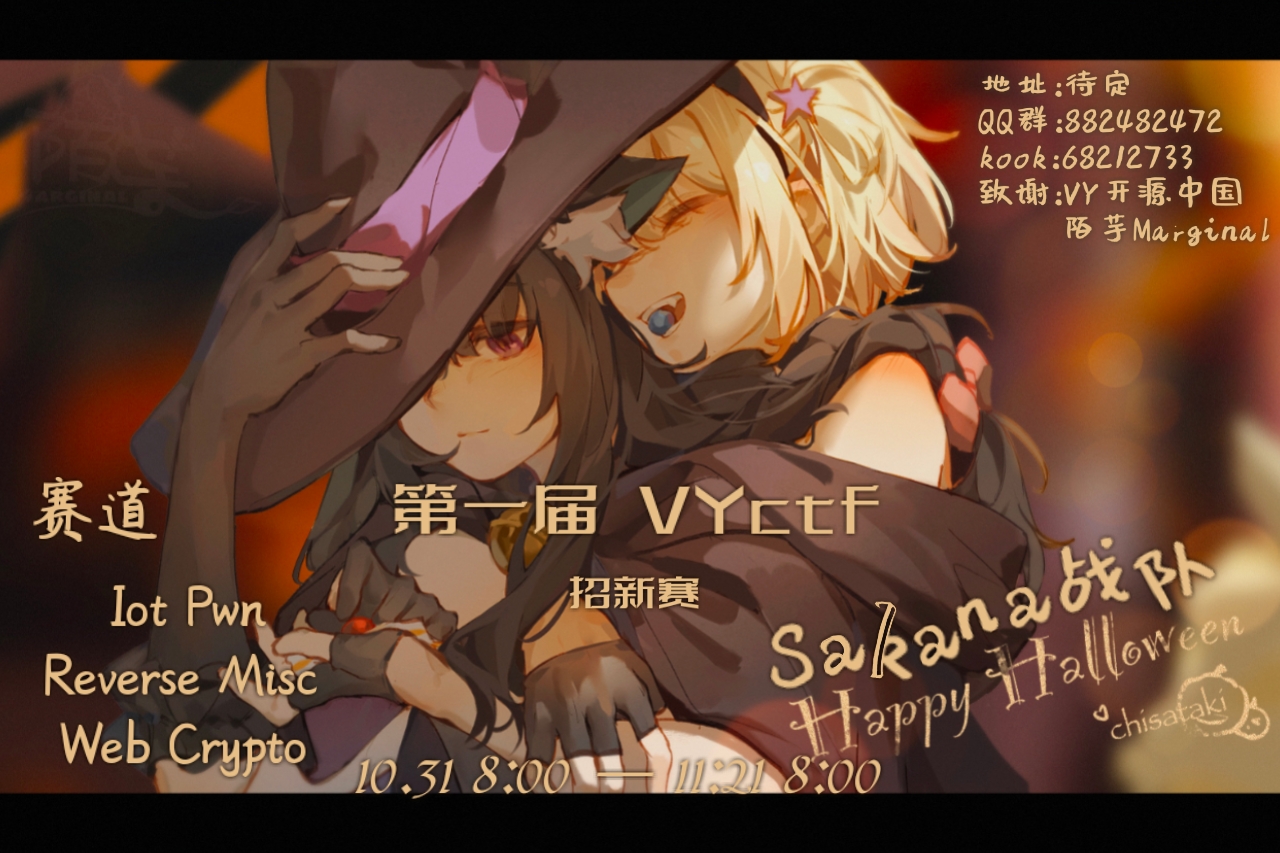 地址:待定
QQ群:882482472
kook:68212733
致谢:VY开源中国
陌芋Marginal
赛道
第一届 VYctf
招新赛
Iot Pwn
Reverse Misc
Web Crypto
Sakana战队
Happy Halloween
chisataki
10.31 8:00 —— 11:21 8:00